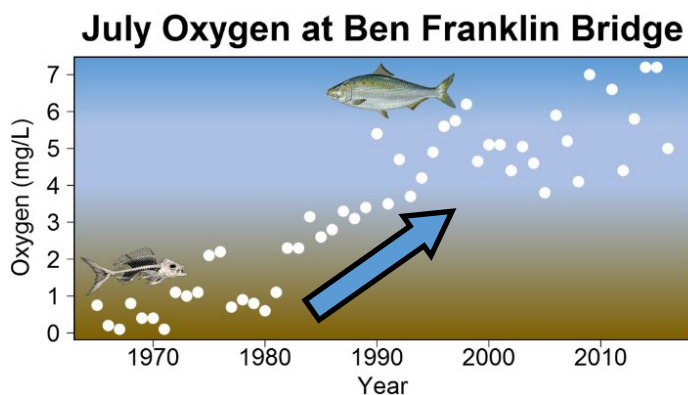 July Oxygen at Ben Franklin Bridge
Oxygen (mg/L)
7
6
5
4
3
2
1
0
1970 1980 1990 2000 2010
Year